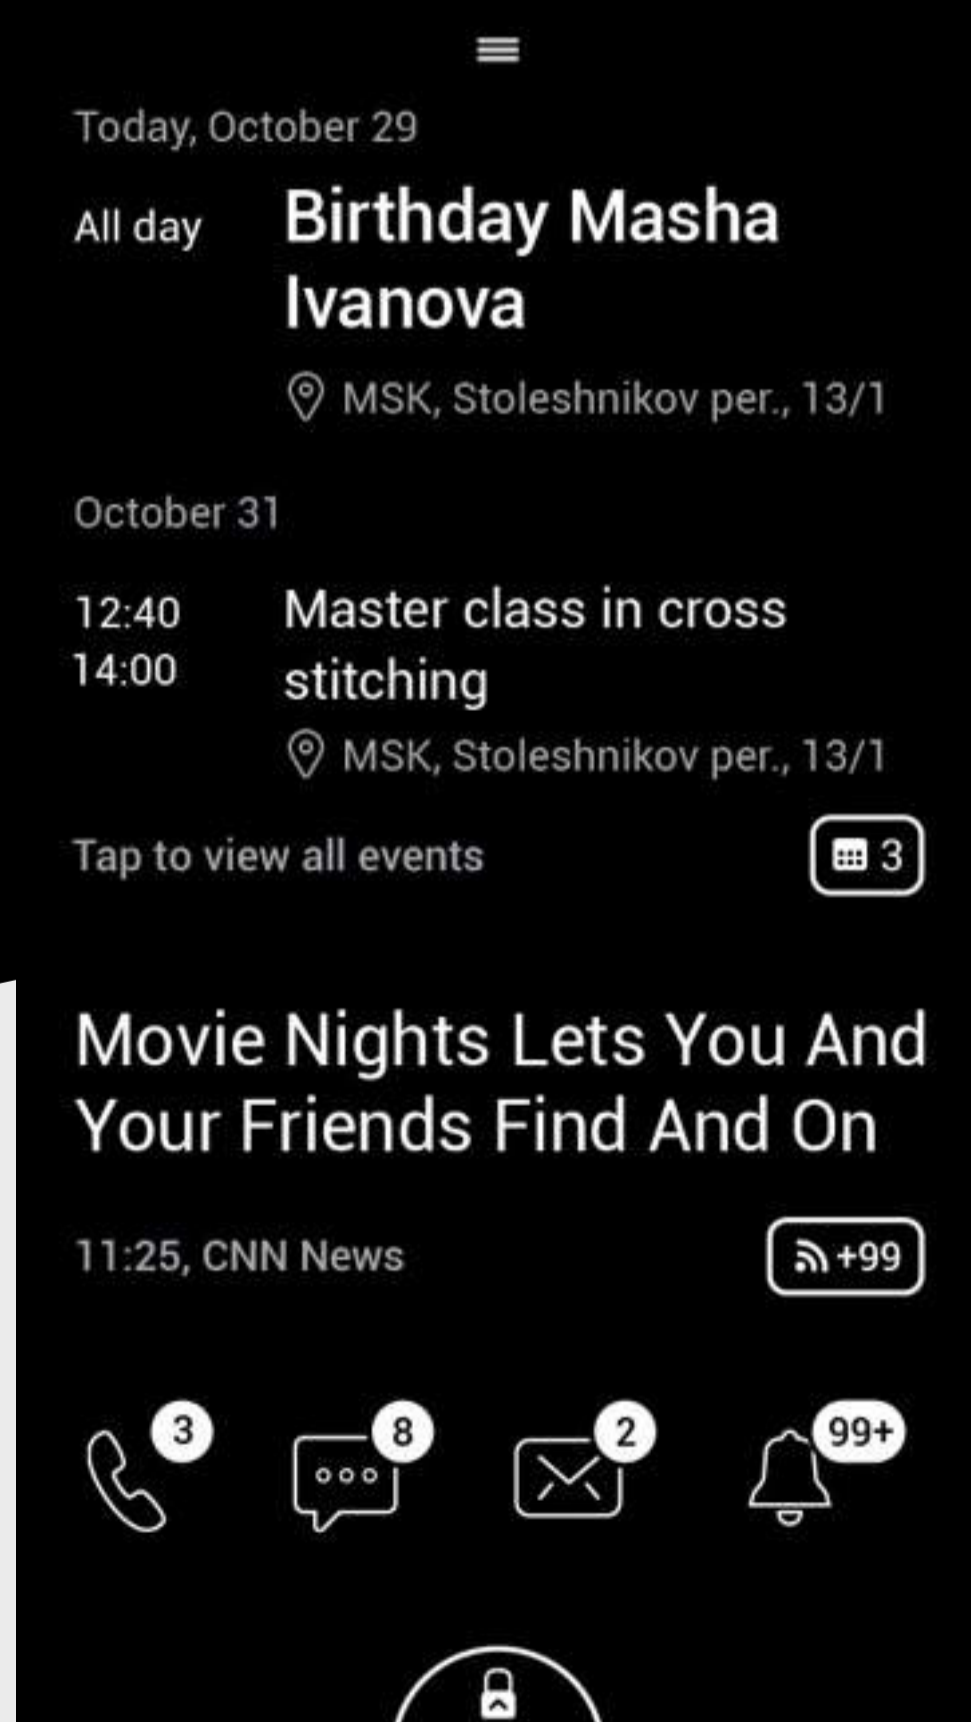 Today, October 29
All day
Birthday Masha
Ivanova
MSK, Stoleshnikov per., 13/1
October 31
12:40
14:00
Master class in cross
stitching
MSK, Stoleshnikov per., 13/1
Tap to view all events
3
Movie Nights Lets You And
Your Friends Find And On
11:25, CNN News
+99
3
8
2
99+